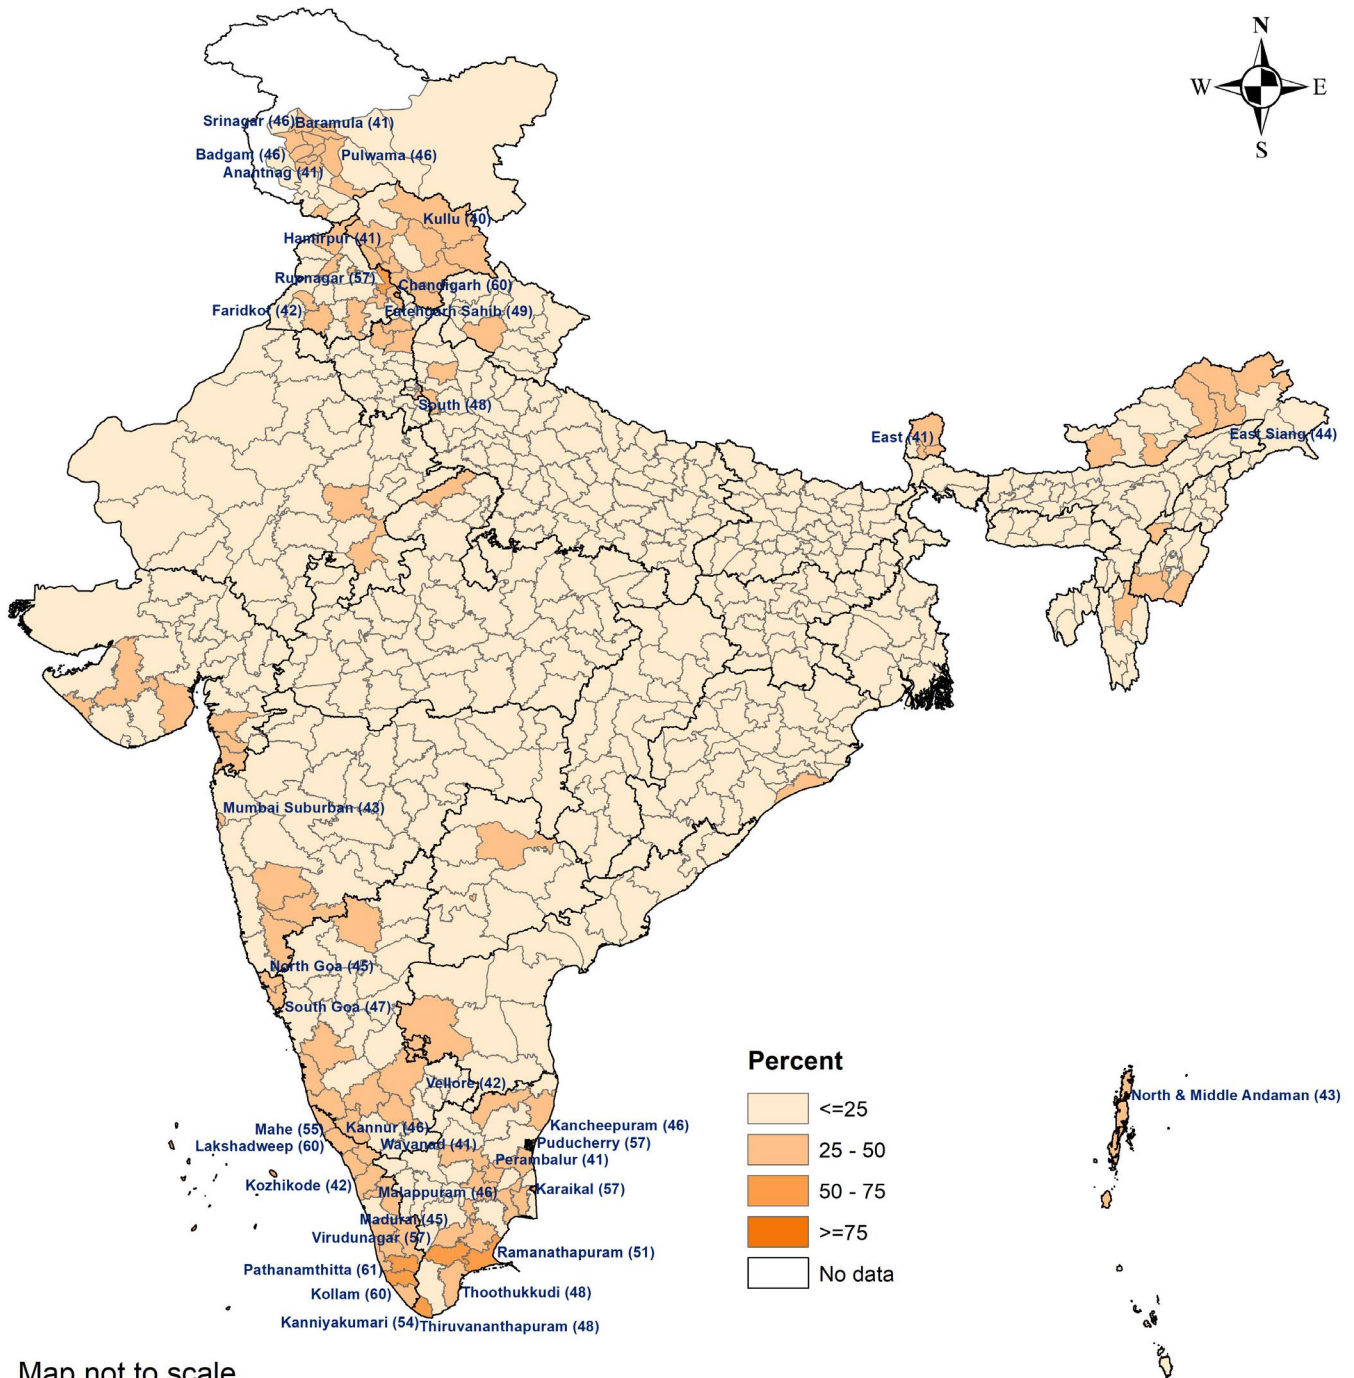 N
W E
S
Srinagar (46)
Baramula (41)
Badgam (46)
Pulwama (46)
Anantnag (41)
Kullu (40)
Hamirpur (41)
Rupnagar (57)
Chandigarh (60)
Faridkot (42)
Fatehgarh Sahib (49)
South (48)
East (41)
East Siang (44)
Mumbai Suburban (43)
North Goa (45)
South Goa (47)
Percent
<=25
25 - 50
50 - 75
>=75
No data
Vellore (42)
North & Middle Andaman (43)
Mahe (55)
Kannur (46)
Kancheepuram (46)
Lakshadweep (60)
Wayanad (41)
Puducherry (57)
Perambalur (41)
Kozhikode (42)
Malappuram (46)
Karaikal (57)
Madurai (45)
Virudunagar (57)
Ramanathapuram (51)
Pathanamthitta (61)
Kollam (60)
Thoothukkudi (48)
Kanniyakumari (54)
Thiruvananthapuram (48)
Map not to scale